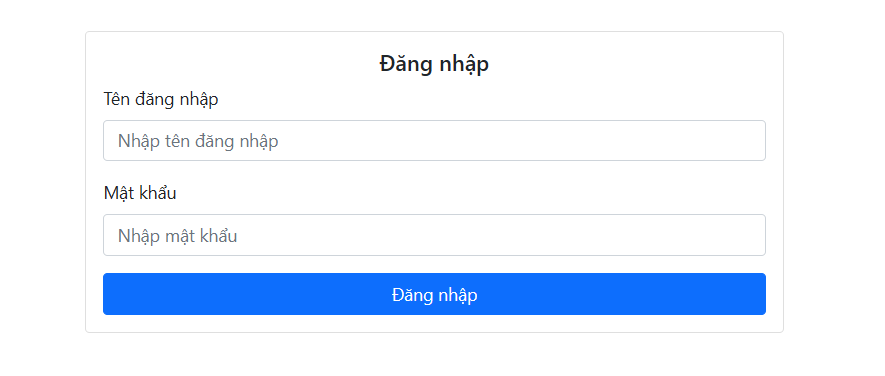 Đăng nhập
Tên đăng nhập
Nhập tên đăng nhập
Mật khẩu
Nhập mật khẩu
Đăng nhập